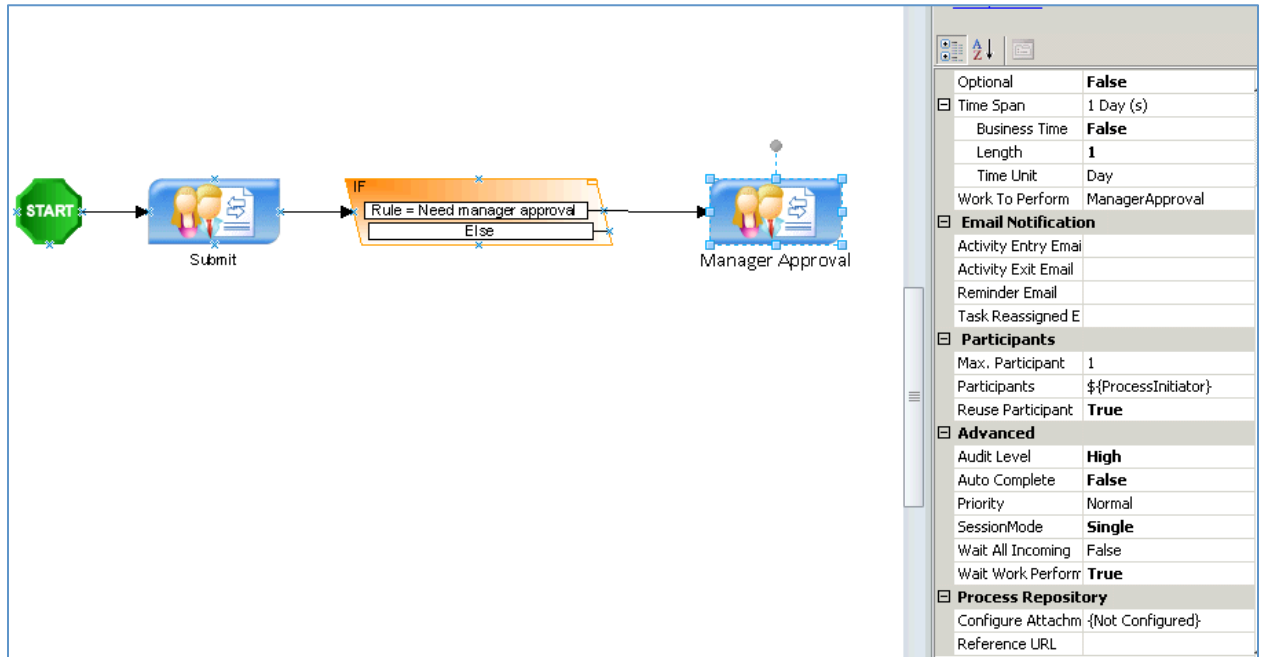 START
Submit
IF
Rule = Need manager approval
Else
Manager Approval
A
Z
Optional False
Time Span 1 Day (s)
Business Time False
Length 1
Time Unit Day
Work To Perform ManagerApproval
Email Notification
Activity Entry Emai
Activity Exit Email
Reminder Email
Task Reassigned E
Participants
Max. Participant 1
Participants ${ProcessInitiator}
Reuse Participant True
Advanced
Audit Level High
Auto Complete False
Priority Normal
SessionMode Single
Wait All Incoming False
Wait Work Perform True
Process Repository
Configure Attachm {Not Configured}
Reference URL